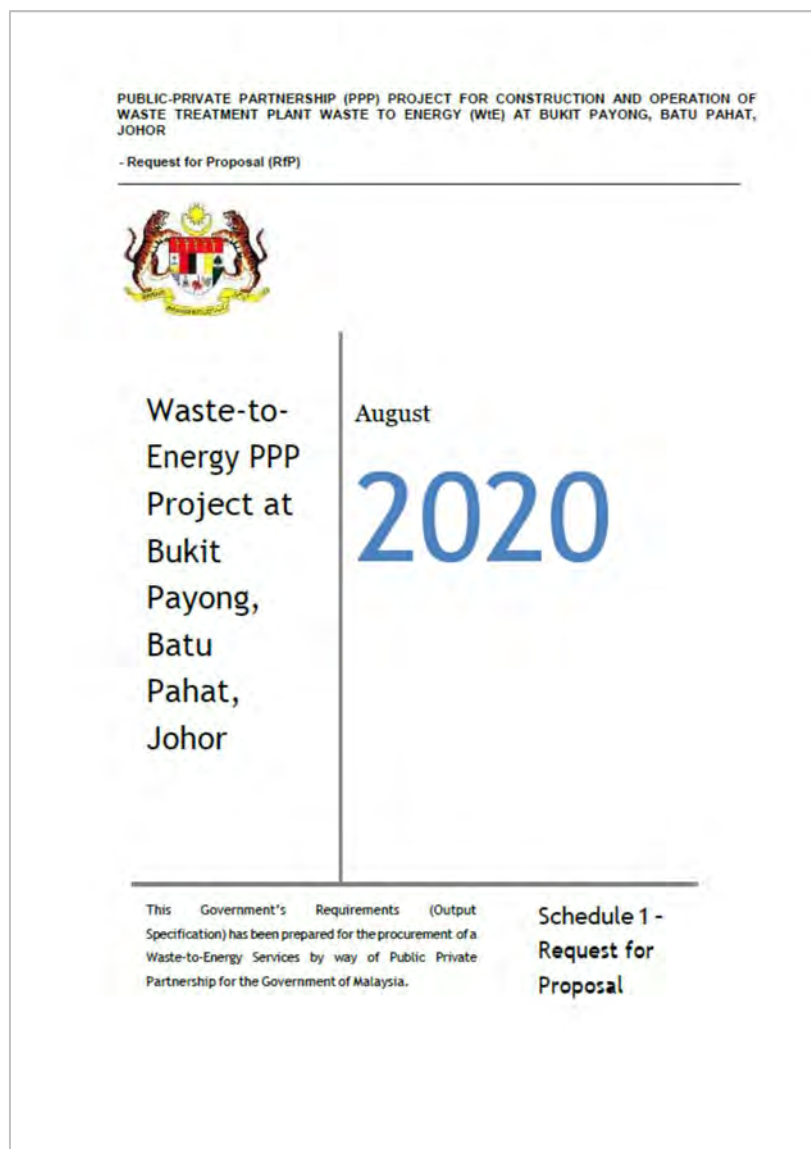 PUBLIC-PRIVATE PARTNERSHIP (PPP) PROJECT FOR CONSTRUCTION AND OPERATION OF
WASTE TREATMENT PLANT WASTE TO ENERGY (WtE) AT BUKIT PAYONG, BATU PAHAT,
JOHOR
- Request for Proposal (RfP)
Waste-to-
Energy PPP
Project at
Bukit
Payong,
Batu
Pahat,
Johor
August
2020
This Government's Requirements (Output
Specification) has been prepared for the procurement of a
Waste-to-Energy Services by way of Public Private
Partnership for the Government of Malaysia.
Schedule 1 -
Request for
Proposal